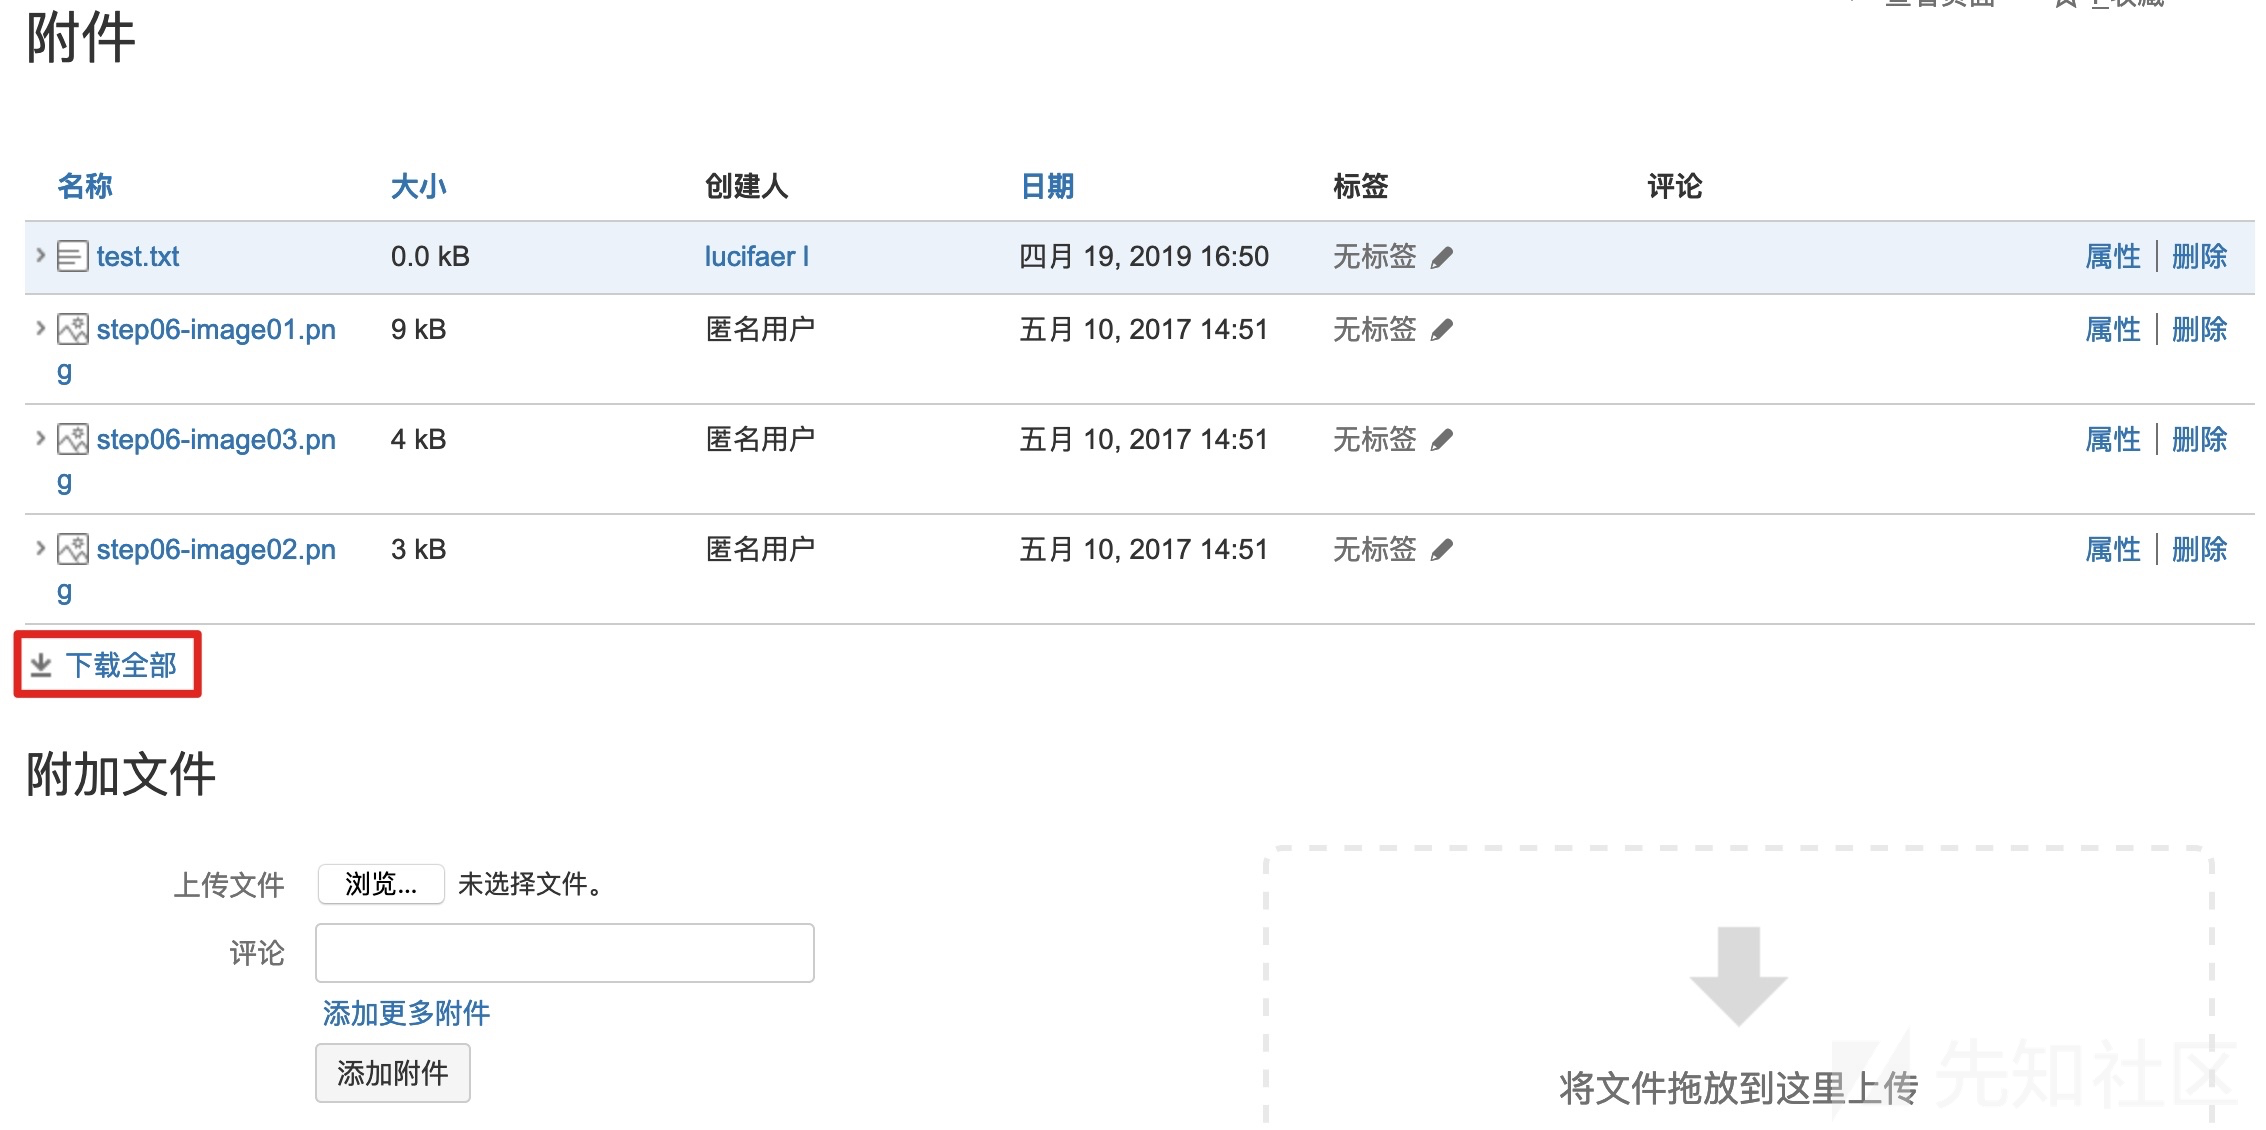 附件
名称 大小 创建人 日期 标签 评论
test.txt 0.0 kB lucifaer l 四月 19, 2019 16:50 无标签 属性 删除
step06-image01.pn 9 kB 匿名用户 五月 10, 2017 14:51 无标签 属性 删除
g
step06-image03.pn 4 kB 匿名用户 五月 10, 2017 14:51 无标签 属性 删除
g
step06-image02.pn 3 kB 匿名用户 五月 10, 2017 14:51 无标签 属性 删除
g
下载全部
附加文件
上传文件 浏览... 未选择文件。
评论
添加更多附件
添加附件
将文件拖放到这里上传
先知社区